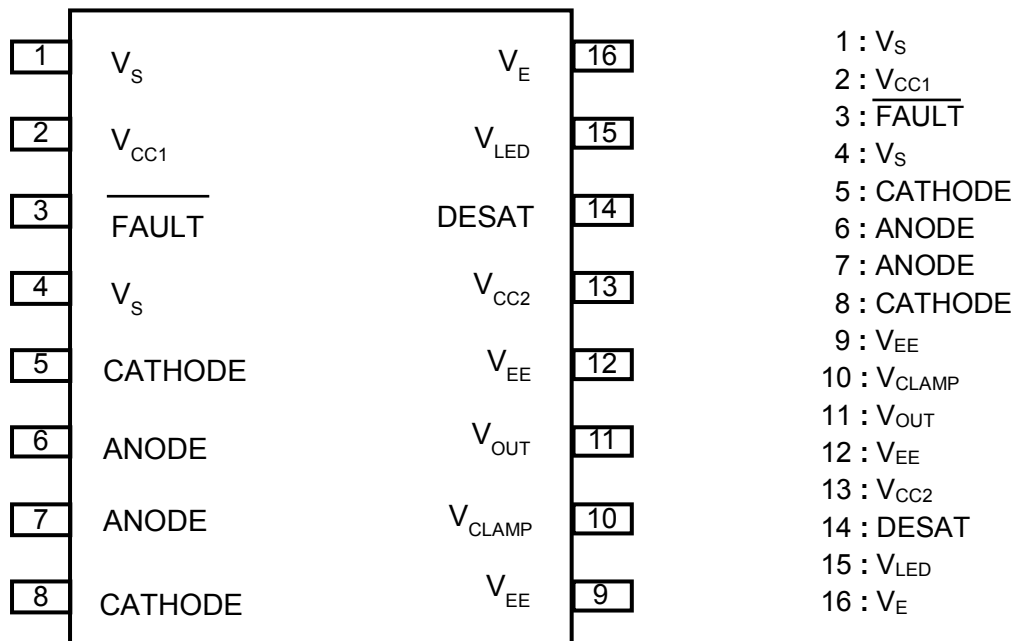 1 V_S V_E 16
2 V_CC1 V_LED 15
3 F̅A̅U̅L̅T̅ DESAT 14
4 V_S V_CC2 13
5 CATHODE V_EE 12
6 ANODE V_OUT 11
7 ANODE V_CLAMP 10
8 CATHODE V_EE 9
1 : V_S
2 : V_CC1
3 : F̅A̅U̅L̅T̅
4 : V_S
5 : CATHODE
6 : ANODE
7 : ANODE
8 : CATHODE
9 : V_EE
10 : V_CLAMP
11 : V_OUT
12 : V_EE
13 : V_CC2
14 : DESAT
15 : V_LED
16 : V_E